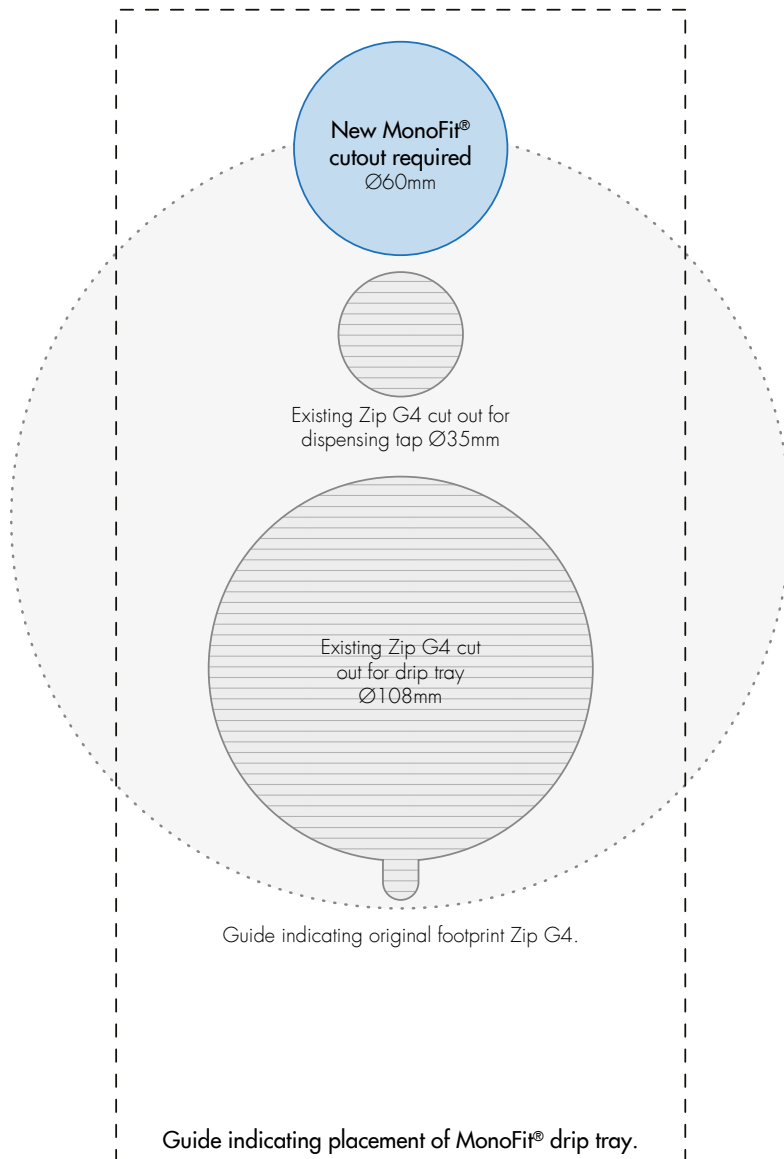 New MonoFit®
cutout required
Ø60mm
Existing Zip G4 cut out for
dispensing tap Ø35mm
Existing Zip G4 cut
out for drip tray
Ø108mm
Guide indicating original footprint Zip G4.
Guide indicating placement of MonoFit® drip tray.